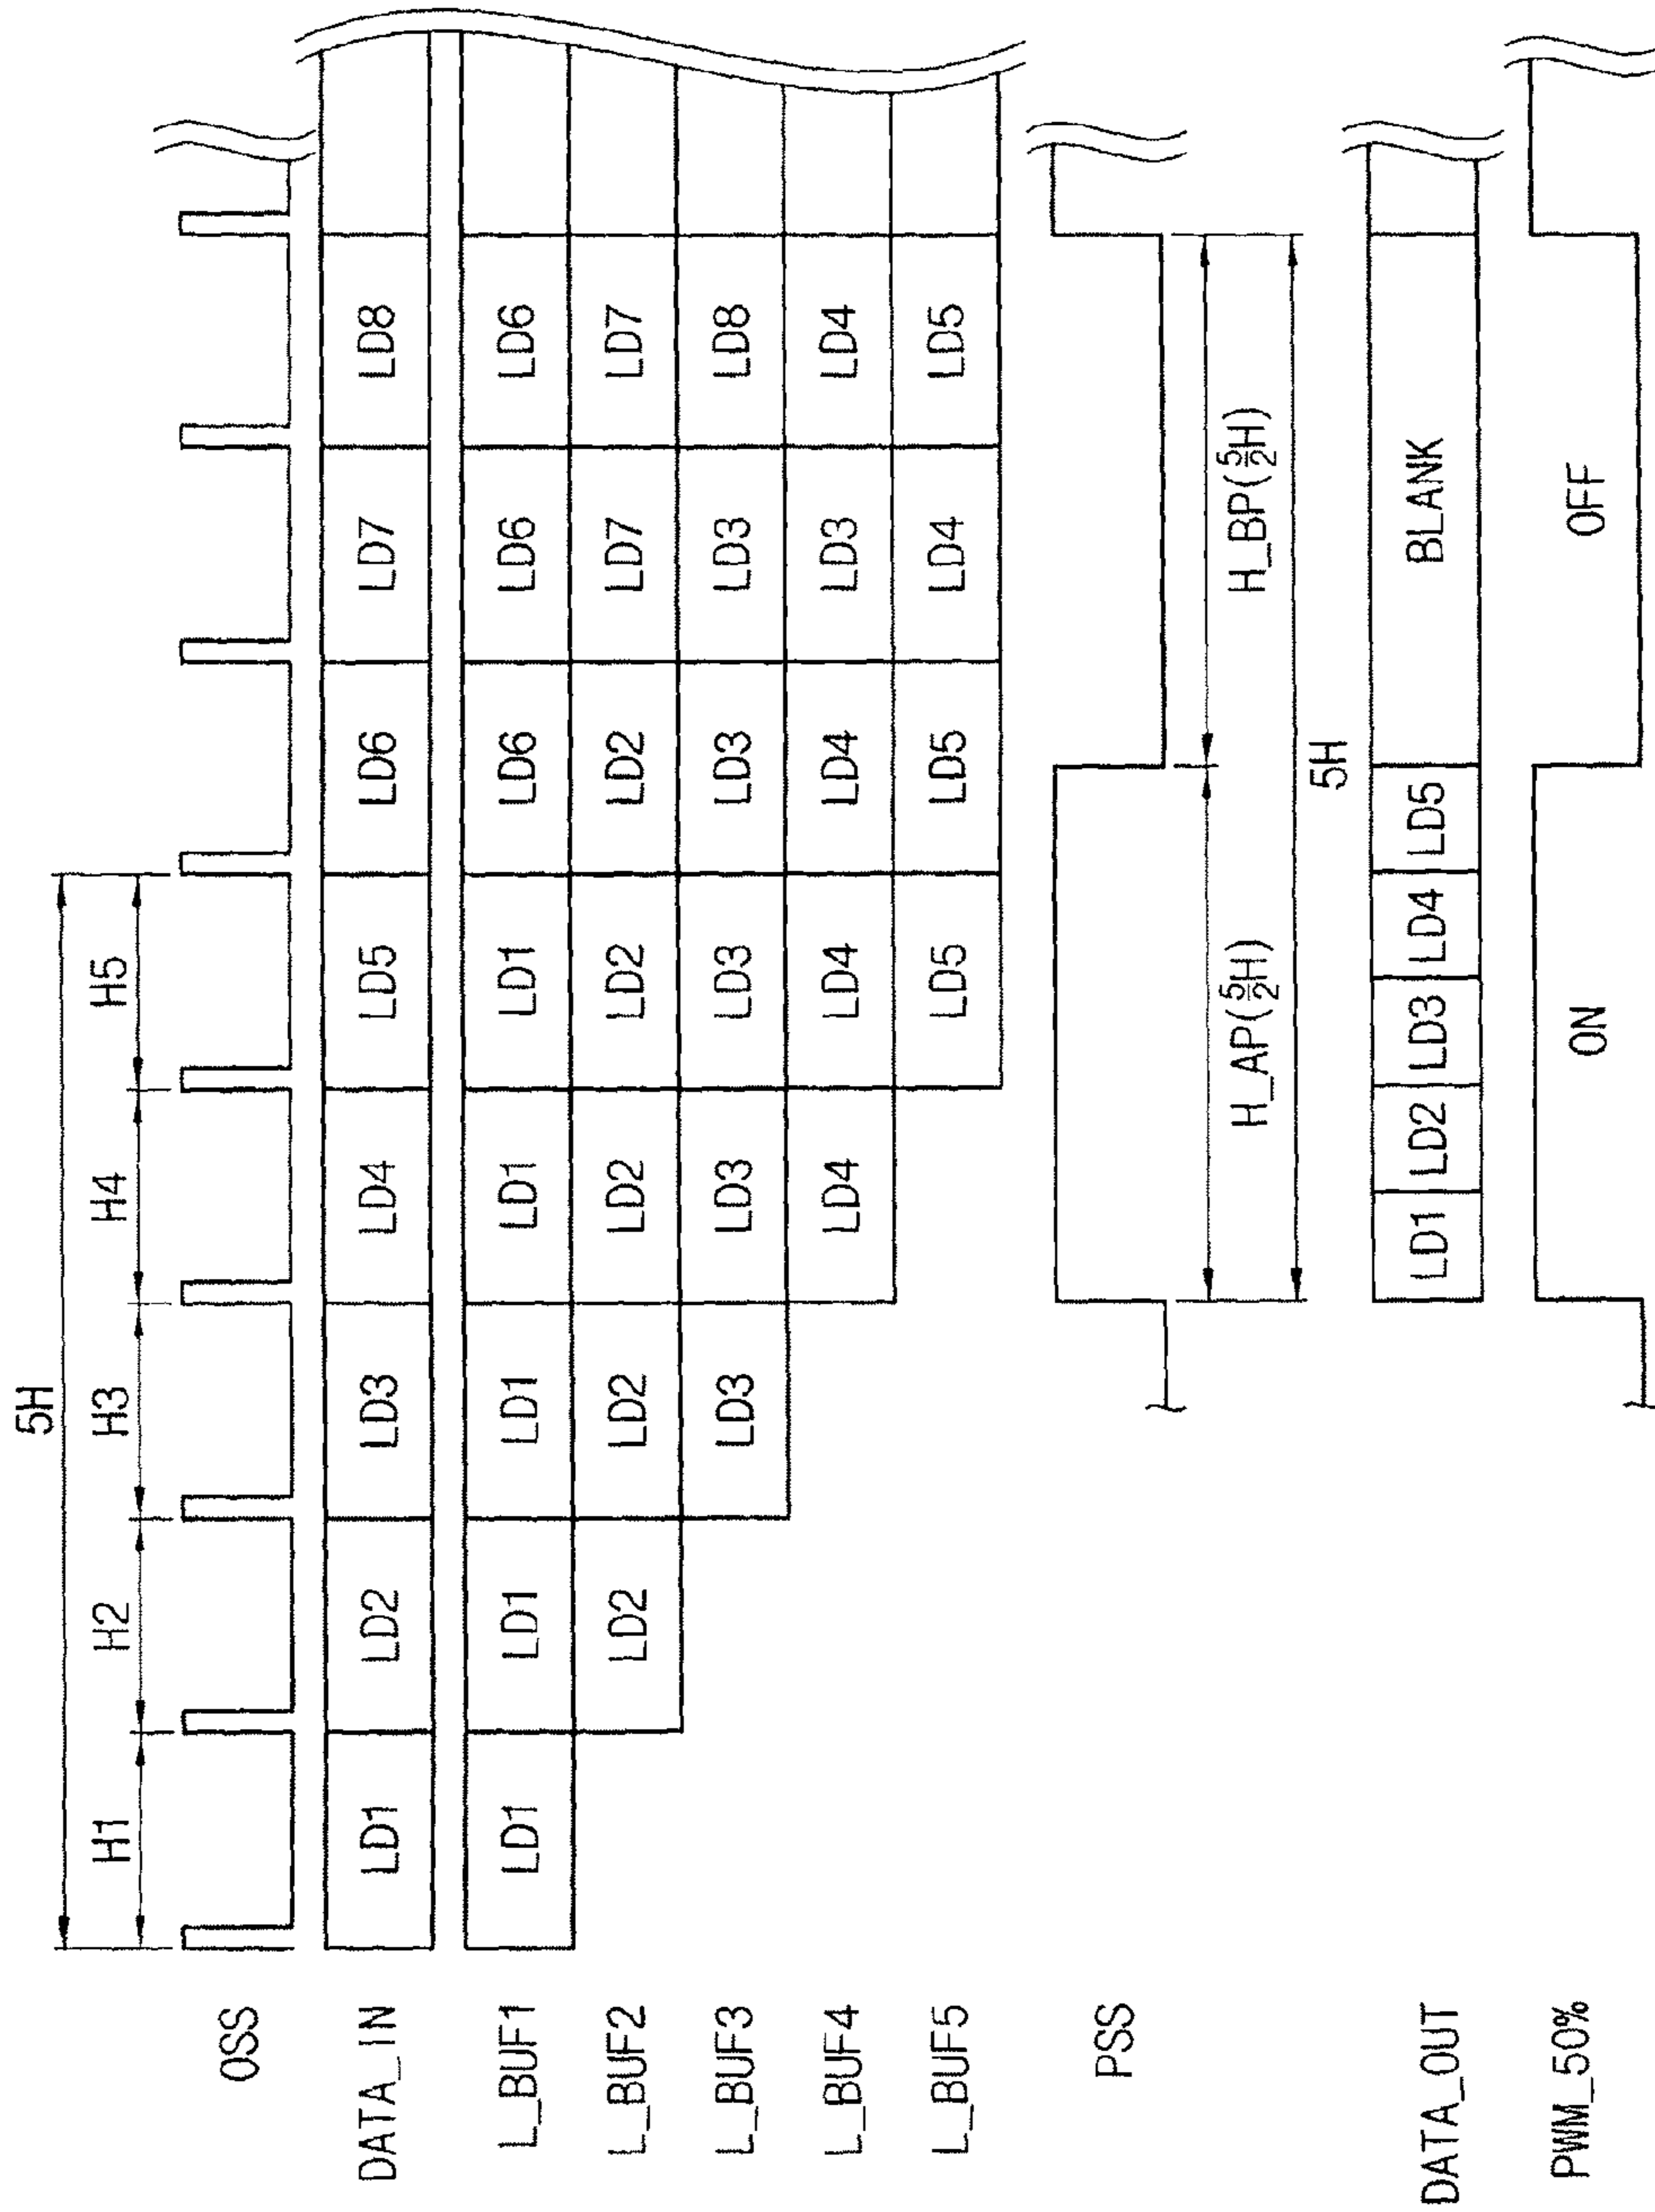 5H
H1 H2 H3 H4 H5
OSS
DATA_IN LD1 LD2 LD3 LD4 LD5 LD6 LD7 LD8
L_BUF1 LD1 LD1 LD1 LD1 LD1 LD6 LD6 LD6
L_BUF2 LD2 LD2 LD2 LD2 LD2 LD7 LD7
L_BUF3 LD3 LD3 LD3 LD3 LD3 LD8
L_BUF4 LD4 LD4 LD4 LD3 LD4
L_BUF5 LD5 LD5 LD4 LD5
PSS
H_AP(5/2H) H_BP(5/2H)
5H
DATA_OUT LD1 LD2 LD3 LD4 LD5 BLANK
PWM_50% ON OFF